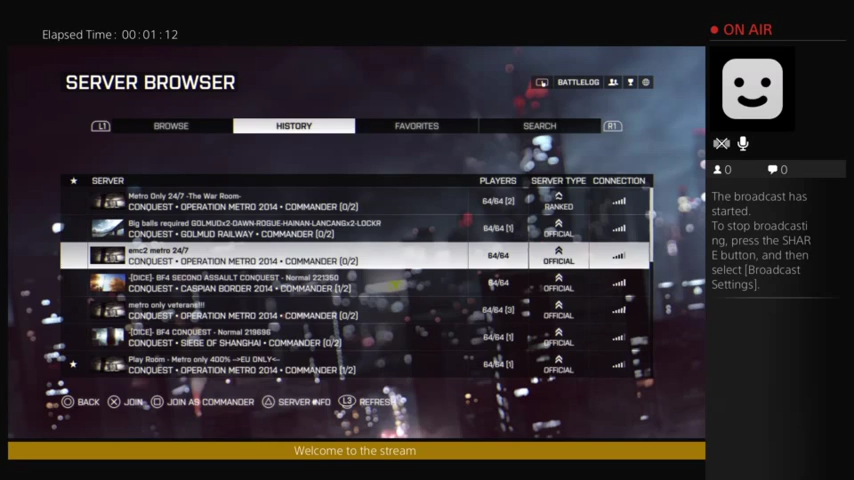 Elapsed Time: 00:01:12
ON AIR
SERVER BROWSER
BATTLELOG
L1 BROWSE HISTORY FAVORITES SEARCH R1
0 0
SERVER PLAYERS SERVER TYPE CONNECTION
Metro Only 24/7 -The War Room-
CONQUEST • OPERATION METRO 2014 • COMMANDER (0/2) 64/64 [2] RANKED
Big balls required GOLMUDx2-DAWN-ROGUE-HAINAN-LANCANGx2-LOCKR
CONQUEST • GOLMUD RAILWAY • COMMANDER (0/2) 64/64 [1] OFFICIAL
emc2 metro 24/7
CONQUEST • OPERATION METRO 2014 • COMMANDER (0/2) 64/64 OFFICIAL
-[DICE]- BF4 SECOND ASSAULT CONQUEST - Normal 221350
CONQUEST • CASPIAN BORDER 2014 • COMMANDER (1/2) 64/64 OFFICIAL
metro only veterans!!!
CONQUEST • OPERATION METRO 2014 • COMMANDER (0/2) 64/64 [3] OFFICIAL
-[DICE]- BF4 CONQUEST - Normal 219696
CONQUEST • SIEGE OF SHANGHAI • COMMANDER (0/2) 64/64 [1] OFFICIAL
Play Room - Metro only 400% ->EU ONLY<-
CONQUEST • OPERATION METRO 2014 • COMMANDER (1/2) 64/64 [1] OFFICIAL
BACK JOIN JOIN AS COMMANDER SERVER INFO L3 REFRESH
Welcome to the stream
The broadcast has
started.
To stop broadcasti
ng, press the SHAR
E button, and then
select [Broadcast
Settings].